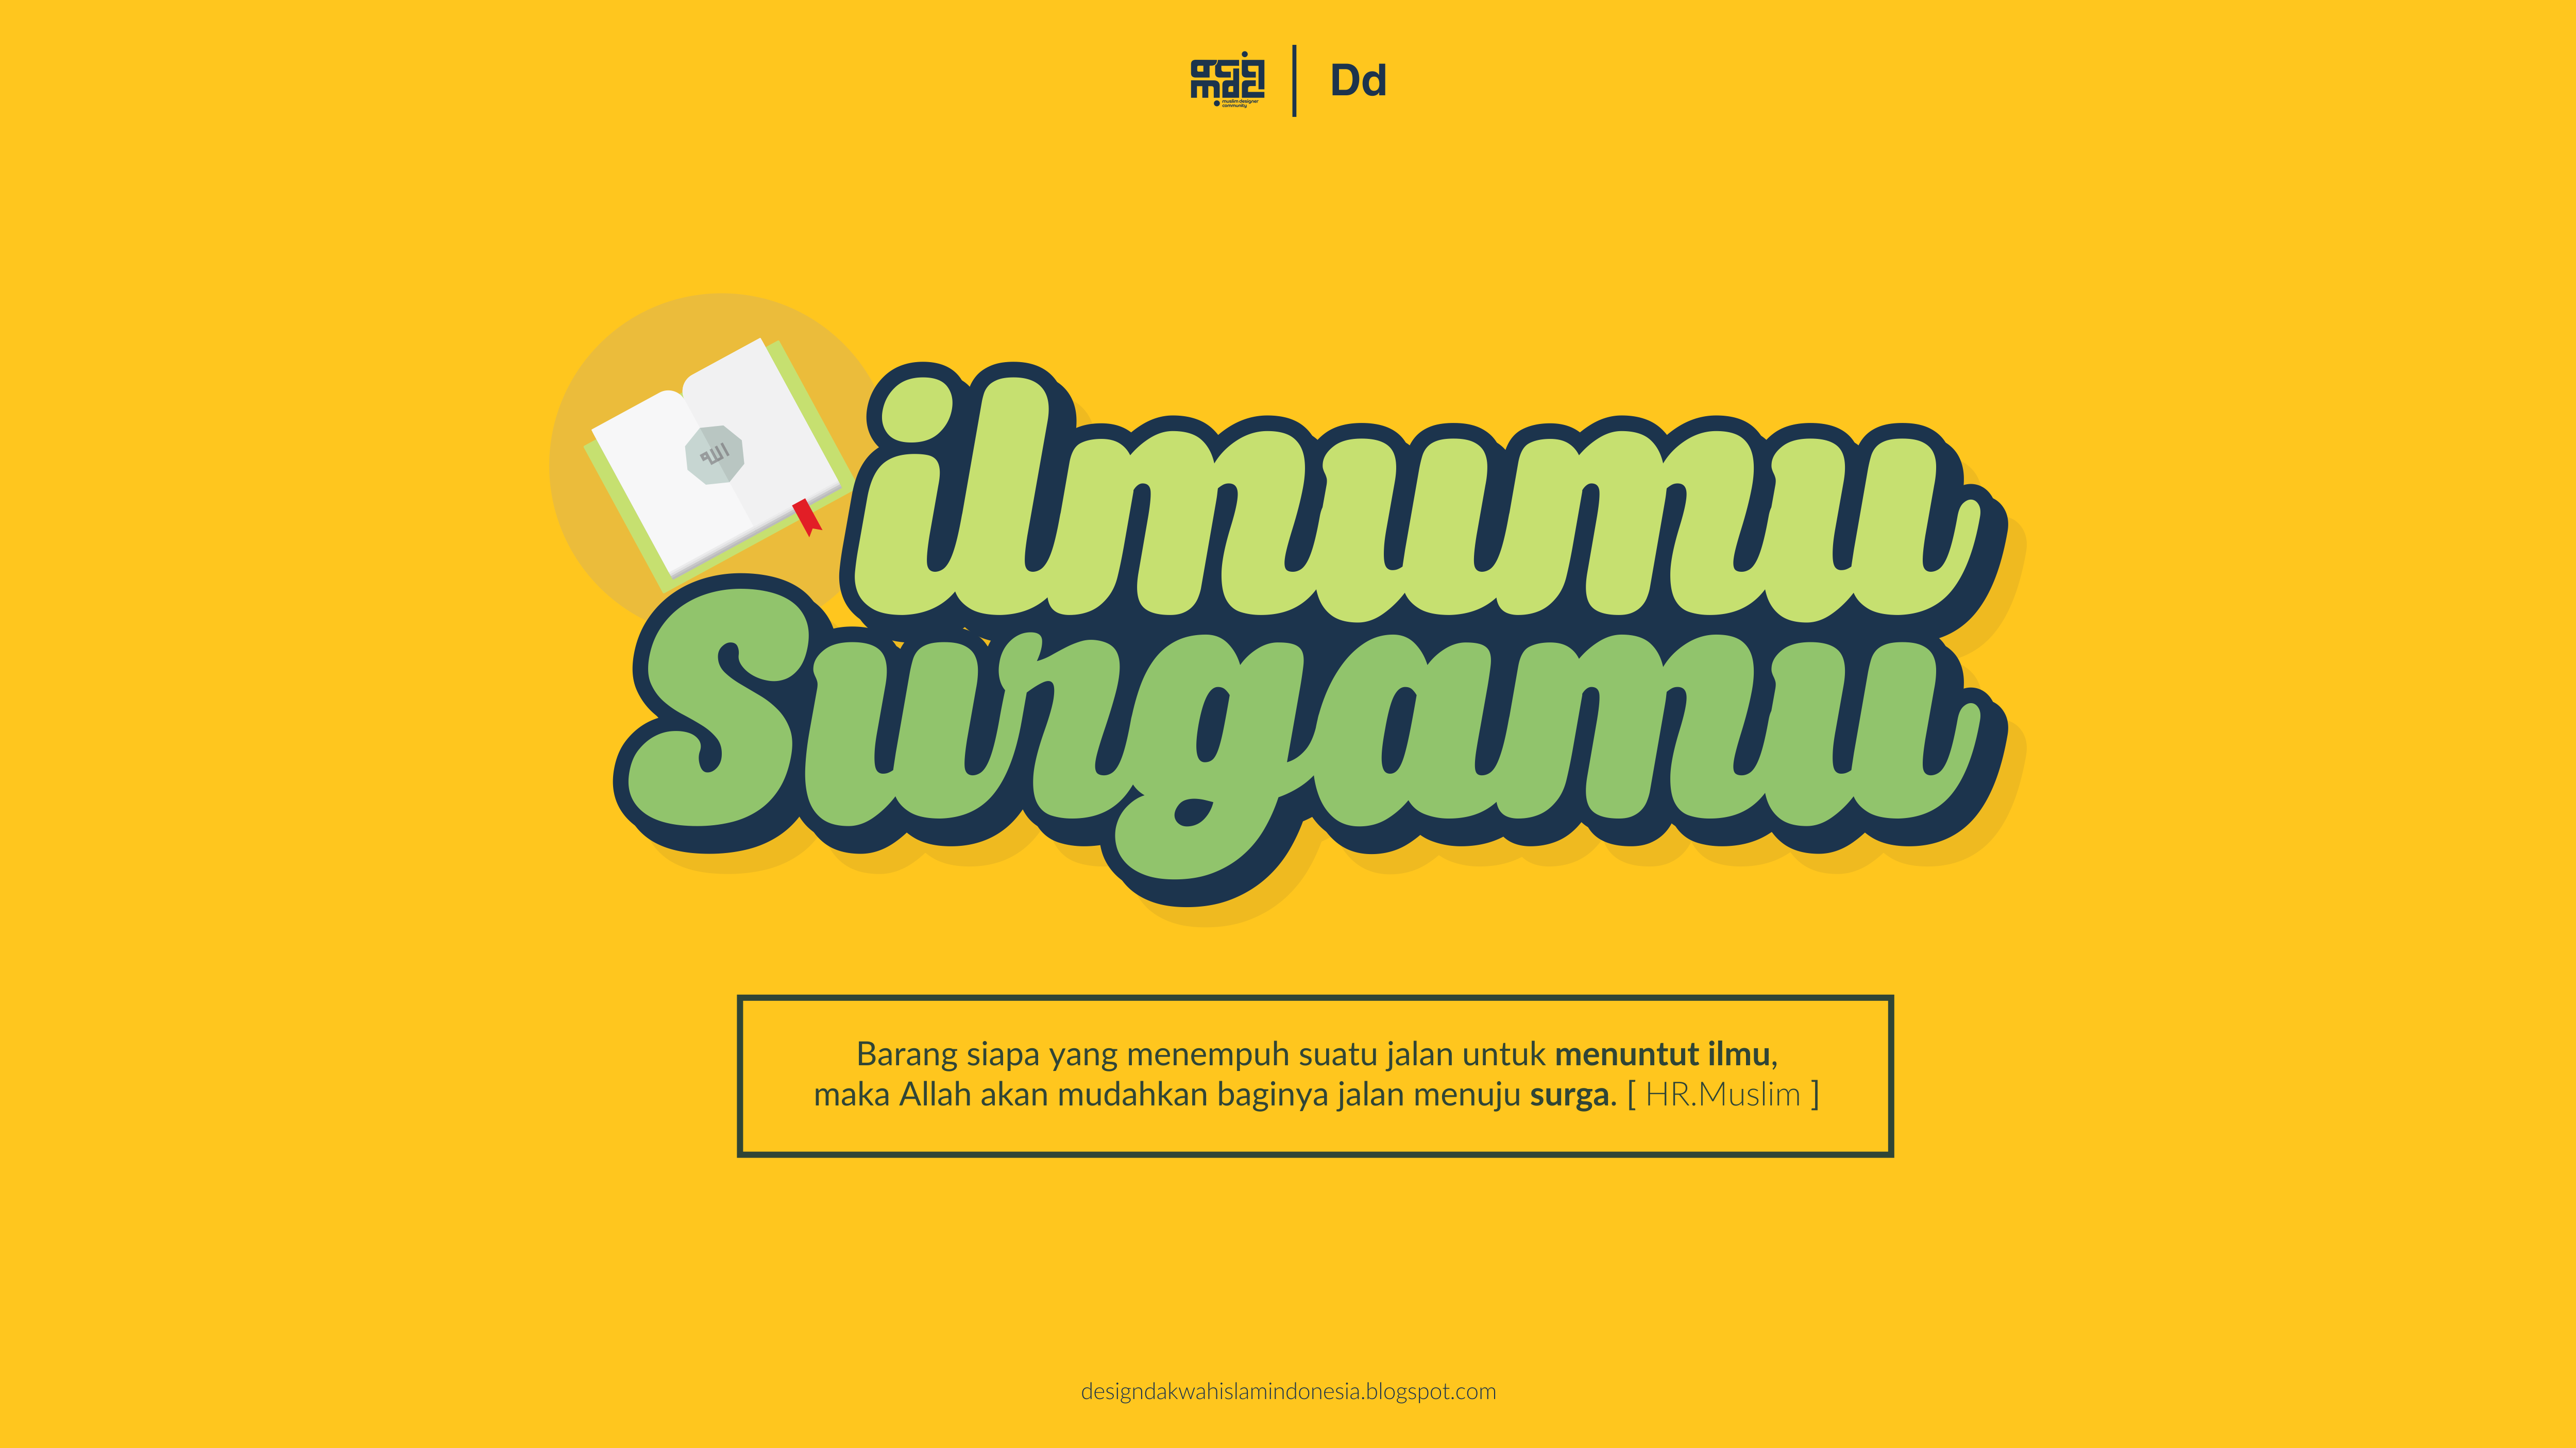 muslim designer
community
Dd
الله
ilmumu
Surgamu
Barang siapa yang menempuh suatu jalan untuk menuntut ilmu,
maka Allah akan mudahkan baginya jalan menuju surga. [ HR.Muslim ]
designdakwahislamindonesia.blogspot.com